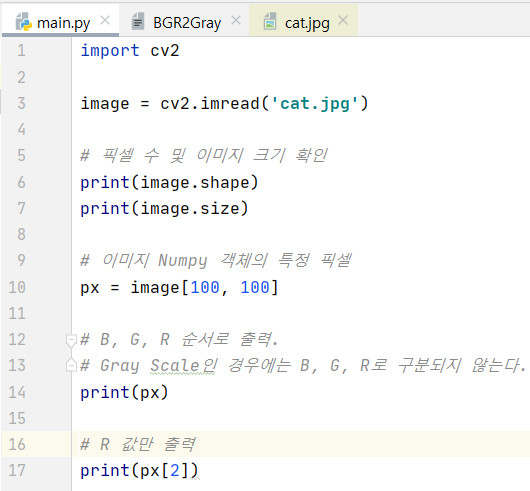 main.py BGR2Gray cat.jpg
1 import cv2
2
3 image = cv2.imread('cat.jpg')
4
5 # 픽셀 수 및 이미지 크기 확인
6 print(image.shape)
7 print(image.size)
8
9 # 이미지 Numpy 객체의 특정 픽셀
10 px = image[100, 100]
11
12 # B, G, R 순서로 출력.
13 # Gray Scale인 경우에는 B, G, R로 구분되지 않는다.
14 print(px)
15
16 # R 값만 출력
17 print(px[2])